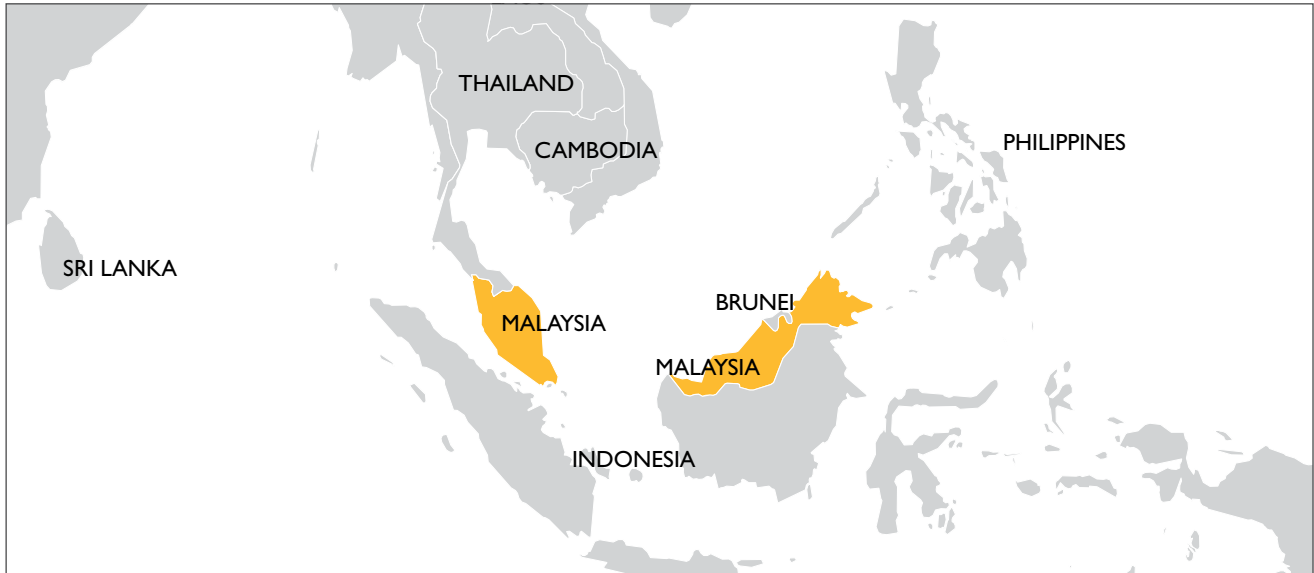 THAILAND
CAMBODIA
PHILIPPINES
SRI LANKA
BRUNEI
MALAYSIA
MALAYSIA
INDONESIA